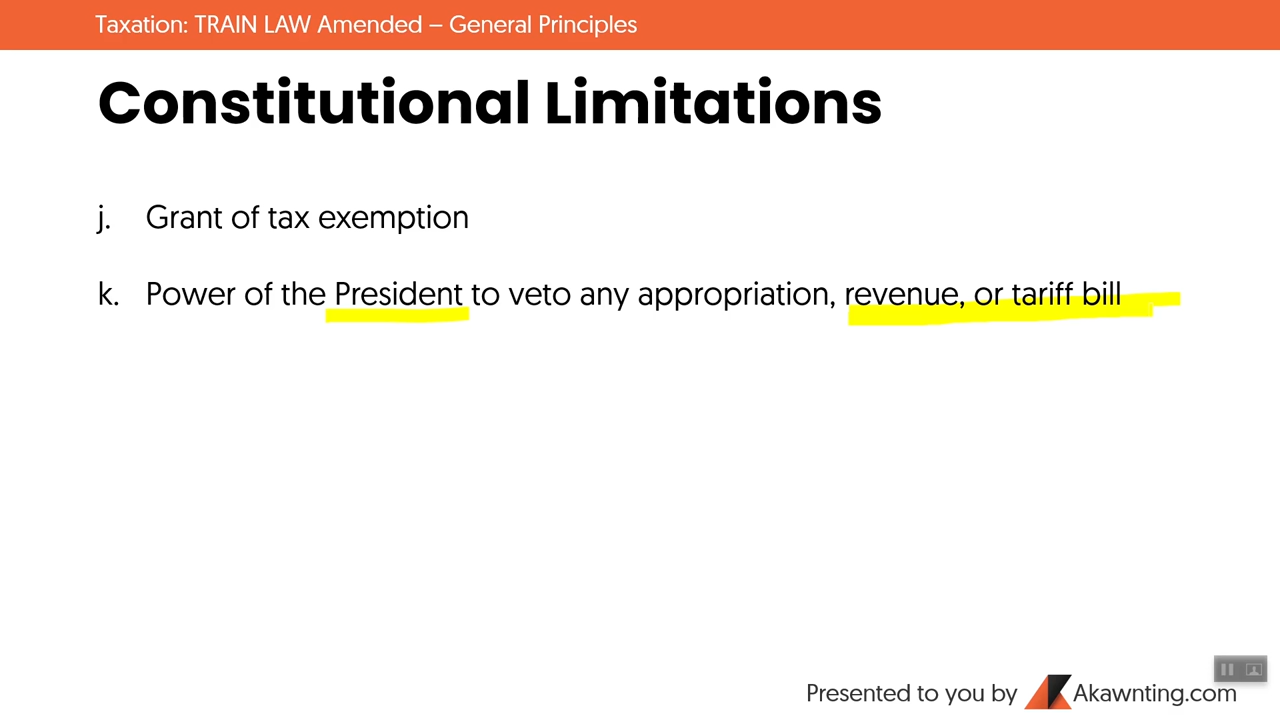 Taxation: TRAIN LAW Amended – General Principles
Constitutional Limitations
j. Grant of tax exemption
k. Power of the President to veto any appropriation, revenue, or tariff bill
Presented to you by Akawnting.com